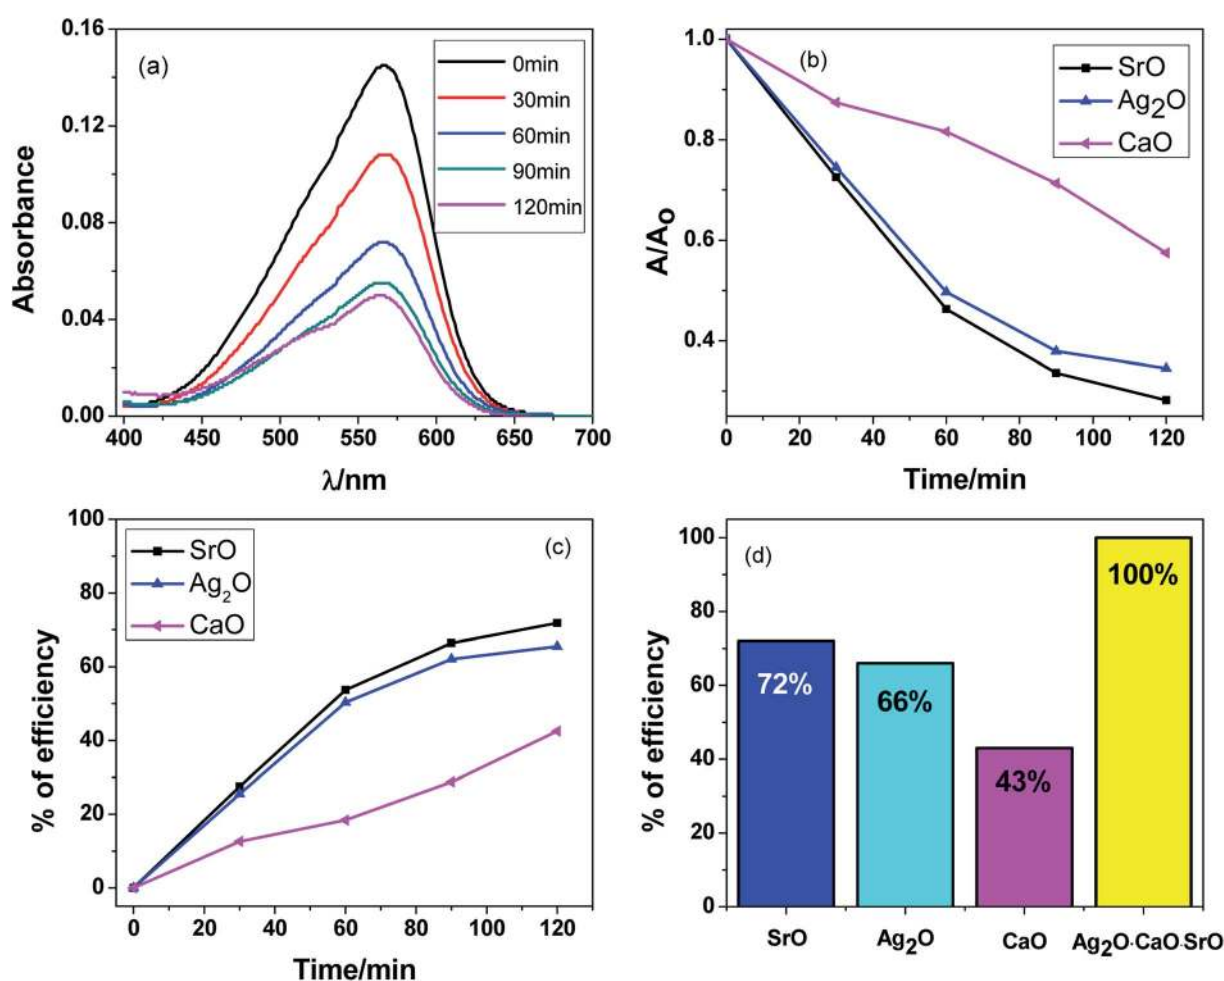 (a)
0.16
0.12
0.08
0.04
0.00
Absorbance
0min
30min
60min
90min
120min
400 450 500 550 600 650 700
λ/nm
(b)
1.0
0.8
0.6
0.4
A/Ao
SrO
Ag₂O
CaO
0 20 40 60 80 100 120
Time/min
(c)
100
80
60
40
20
0
% of efficiency
SrO
Ag₂O
CaO
0 20 40 60 80 100 120
Time/min
(d)
100
80
60
40
20
0
% of efficiency
72%
66%
43%
100%
SrO Ag₂O CaO Ag₂O·CaO·SrO